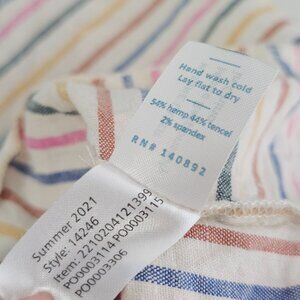 Hand wash cold
Lay flat to dry
54% hemp 44% tencel
2% spandex
RN# 140892
Summer 2021
Style: 14246
Item: 2210204121399
PO0003114 PO0003115
PO0003306